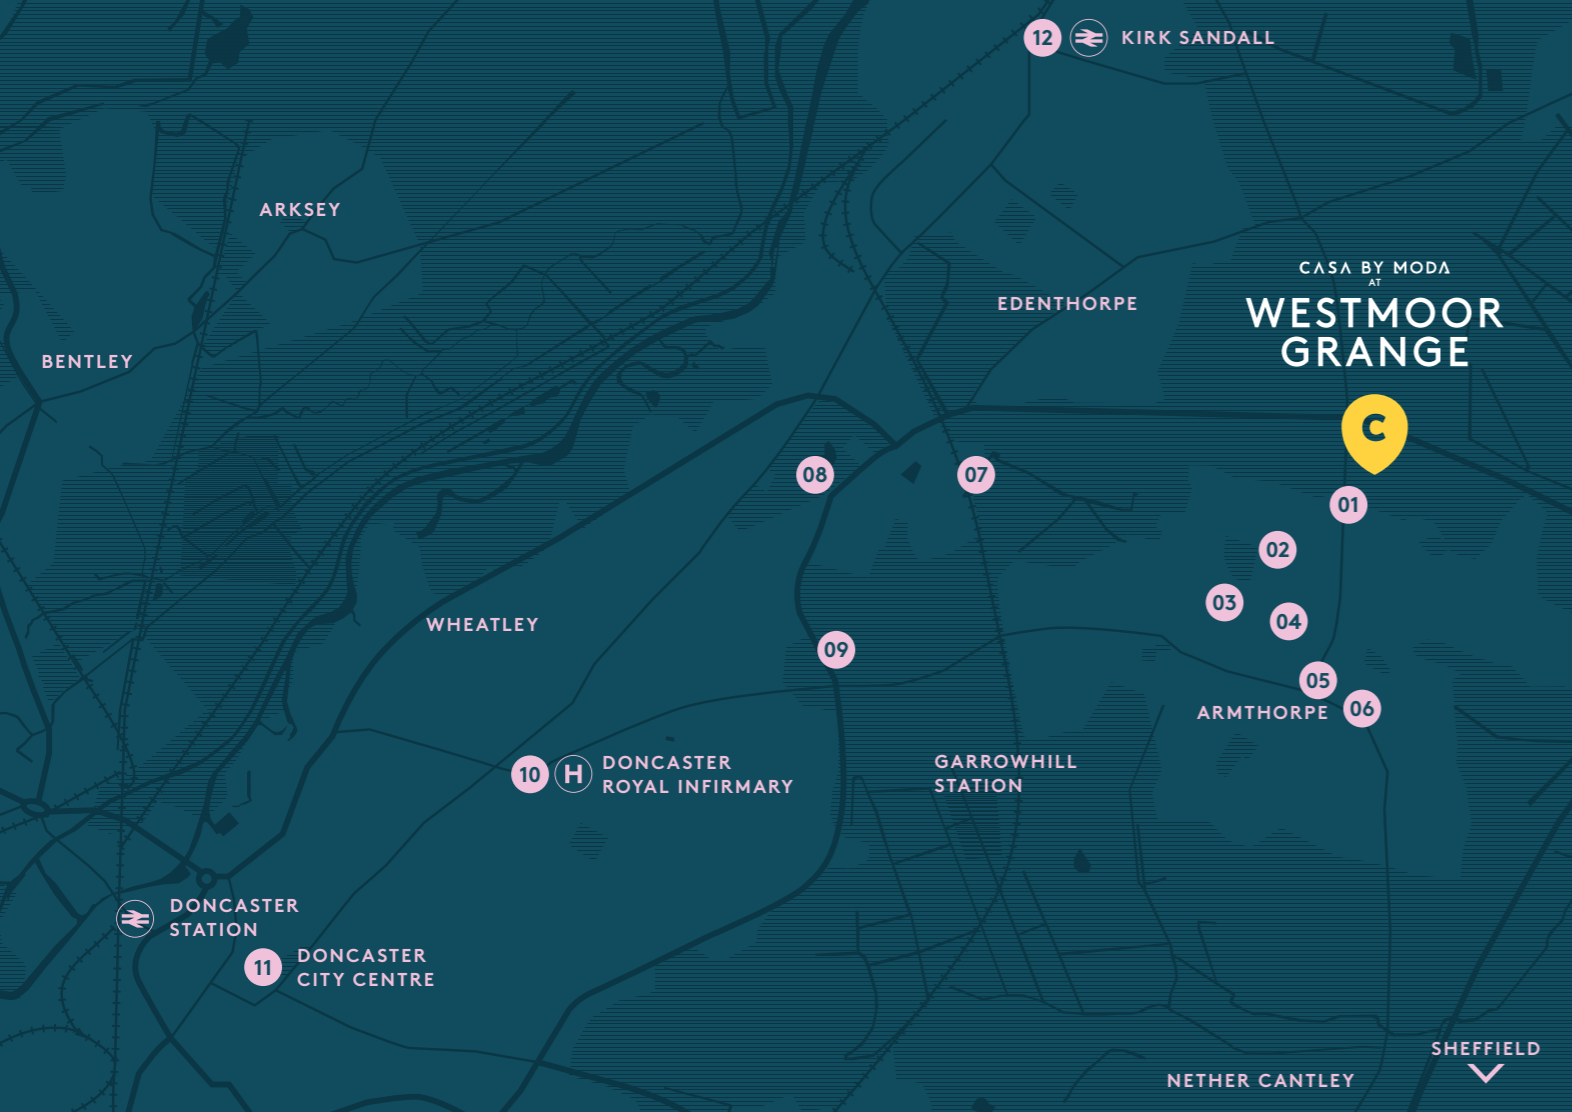 12
KIRK SANDALL
ARKSEY
CASA BY MODA
AT
WESTMOOR
GRANGE
EDENTHORPE
BENTLEY
C
08
07
01
02
03
04
WHEATLEY
09
05
ARMTHORPE
06
10
H
DONCASTER
ROYAL INFIRMARY
GARROWHILL
STATION
DONCASTER
STATION
11
DONCASTER
CITY CENTRE
SHEFFIELD
NETHER CANTLEY